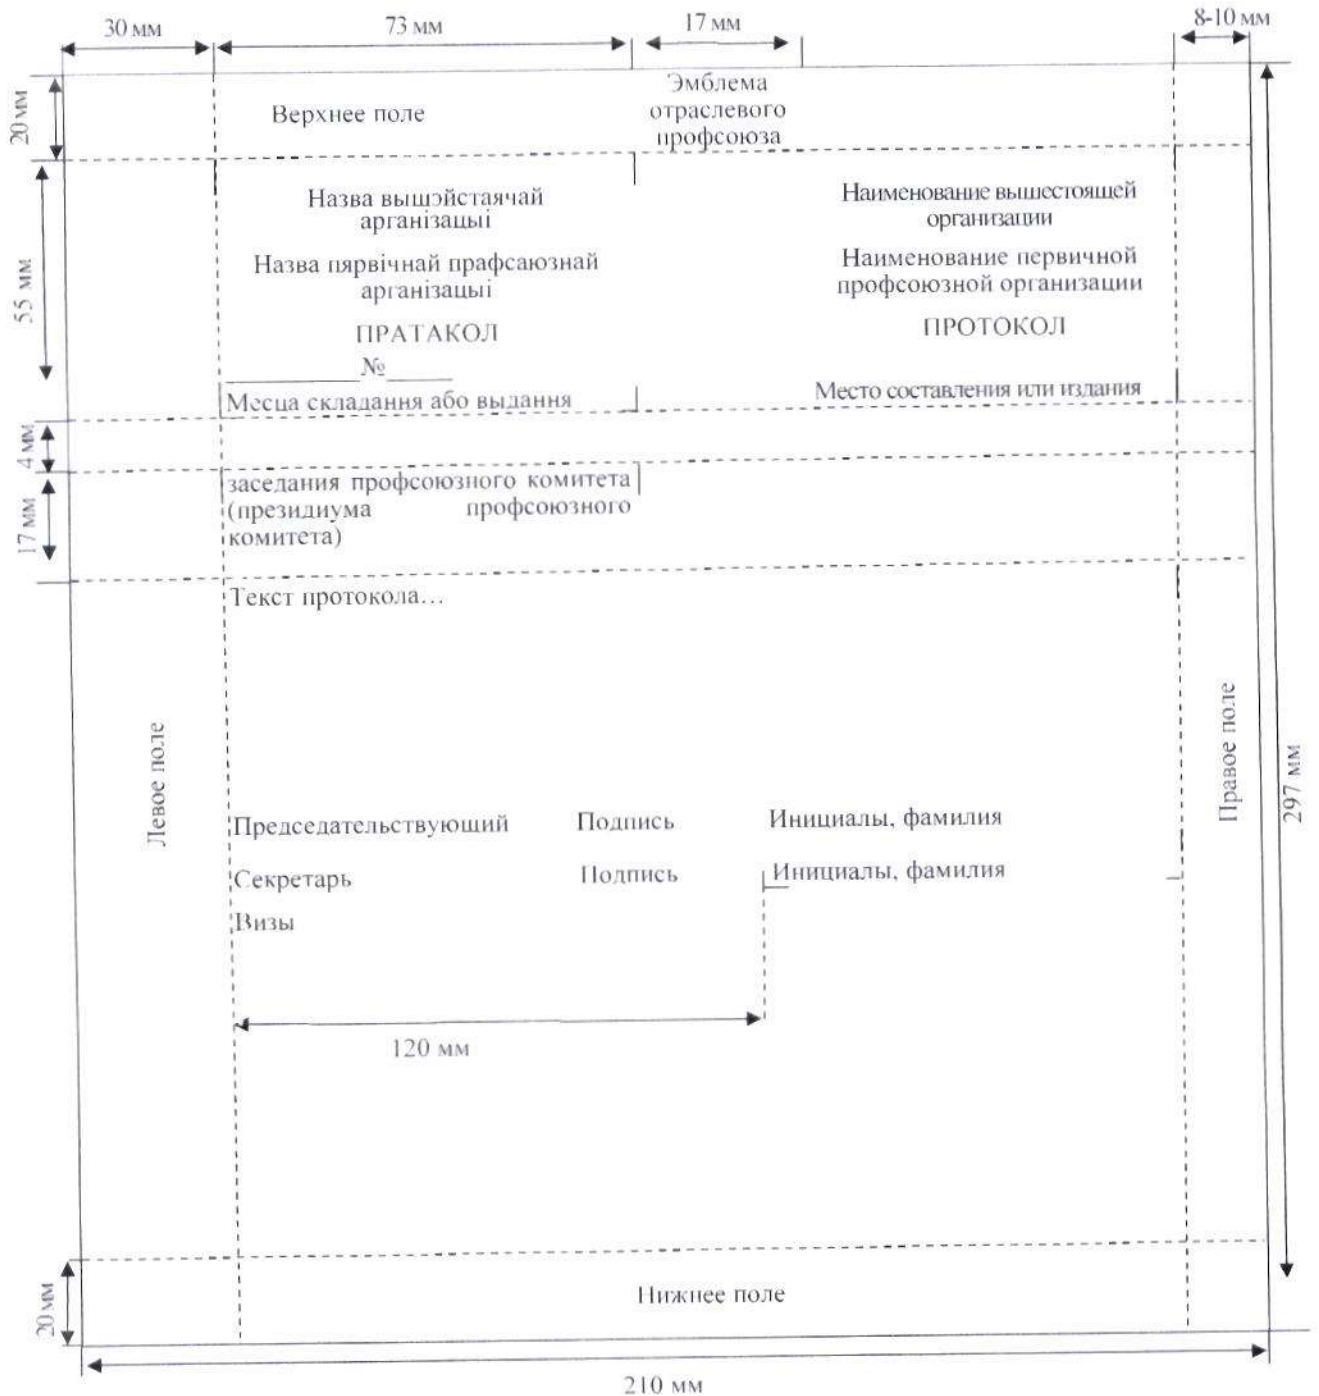 30 мм
73 мм
17 мм
8-10 мм
20 мм
Верхнее поле
Эмблема
отраслевого
профсоюза
55 мм
Назва вышэйстаячай
арганізацыі
Наименование вышестоящей
организации
Назва пярвічнай прафсаюзнай
арганізацыі
Наименование первичной
профсоюзной организации
ПРАТАКОЛ
ПРОТОКОЛ
__________№_____
Месца складання або выдання
Место составления или издания
4 мм
17 мм
заседания профсоюзного комитета
(президиума профсоюзного
комитета)
Текст протокола...
Левое поле
Правое поле
297 мм
Председательствующий Подпись Инициалы, фамилия
Секретарь Подпись Инициалы, фамилия
Визы
120 мм
20 мм
Нижнее поле
210 мм